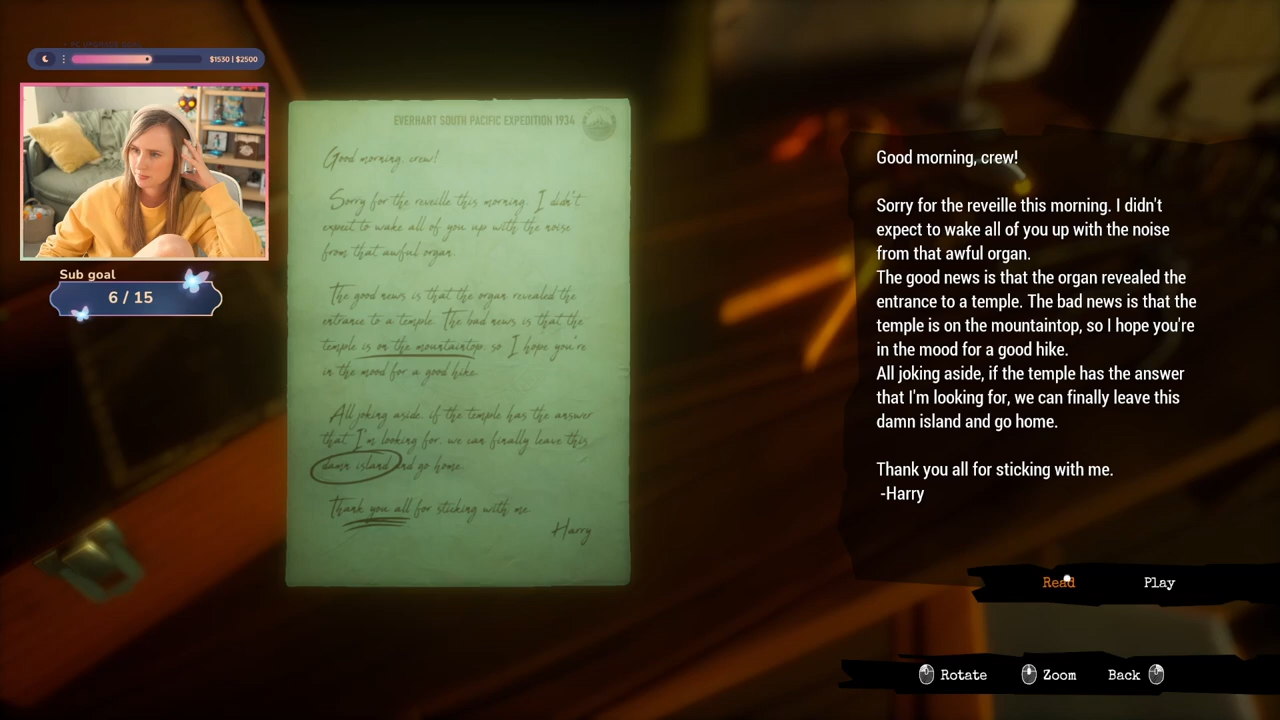 $1530 | $2500
Sub goal
6 / 15
EVERHART SOUTH PACIFIC EXPEDITION 1934
Good morning, crew!
Sorry for the reveille this morning. I didn't
expect to wake all of you up with the noise
from that awful organ.
The good news is that the organ revealed the
entrance to a temple. The bad news is that the
temple is on the mountaintop, so I hope you're
in the mood for a good hike.
All joking aside, if the temple has the answer
that I'm looking for, we can finally leave this
damn island and go home.
Thank you all for sticking with me.
Harry
Good morning, crew!
Sorry for the reveille this morning. I didn't
expect to wake all of you up with the noise
from that awful organ.
The good news is that the organ revealed the
entrance to a temple. The bad news is that the
temple is on the mountaintop, so I hope you're
in the mood for a good hike.
All joking aside, if the temple has the answer
that I'm looking for, we can finally leave this
damn island and go home.
Thank you all for sticking with me.
-Harry
Read
Play
Rotate
Zoom
Back